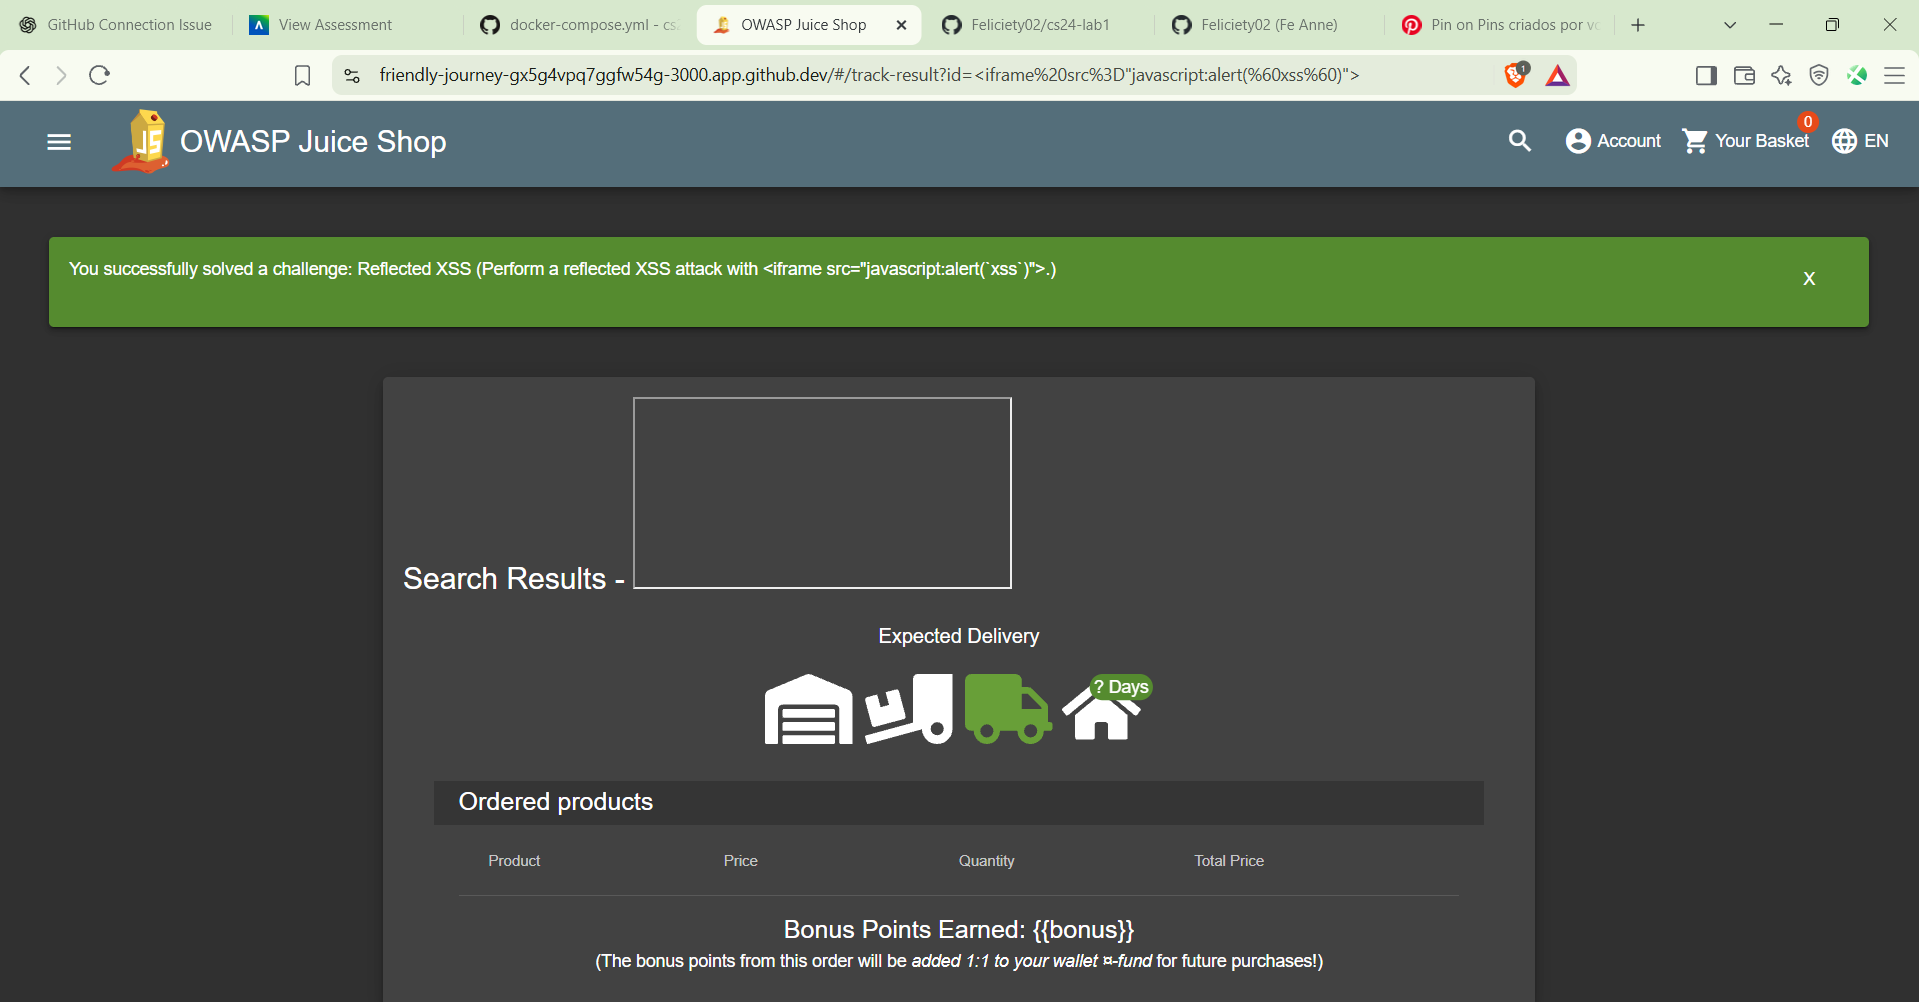 GitHub Connection Issue
View Assessment
docker-compose.yml - cs
OWASP Juice Shop
Feliciety02/cs24-lab1
Feliciety02 (Fe Anne)
Pin on Pins criados por vo
friendly-journey-gx5g4vpq7ggfw54g-3000.app.github.dev/#/track-result?id=<iframe%20src%3D"javascript:alert(%60xss%60)">
1
JS
OWASP Juice Shop
Account
Your Basket
0
EN
You successfully solved a challenge: Reflected XSS (Perform a reflected XSS attack with <iframe src="javascript:alert(`xss`)">.)
X
Search Results -
Expected Delivery
? Days
Ordered products
Product Price Quantity Total Price
Bonus Points Earned: {{bonus}}
(The bonus points from this order will be added 1:1 to your wallet ¤-fund for future purchases!)